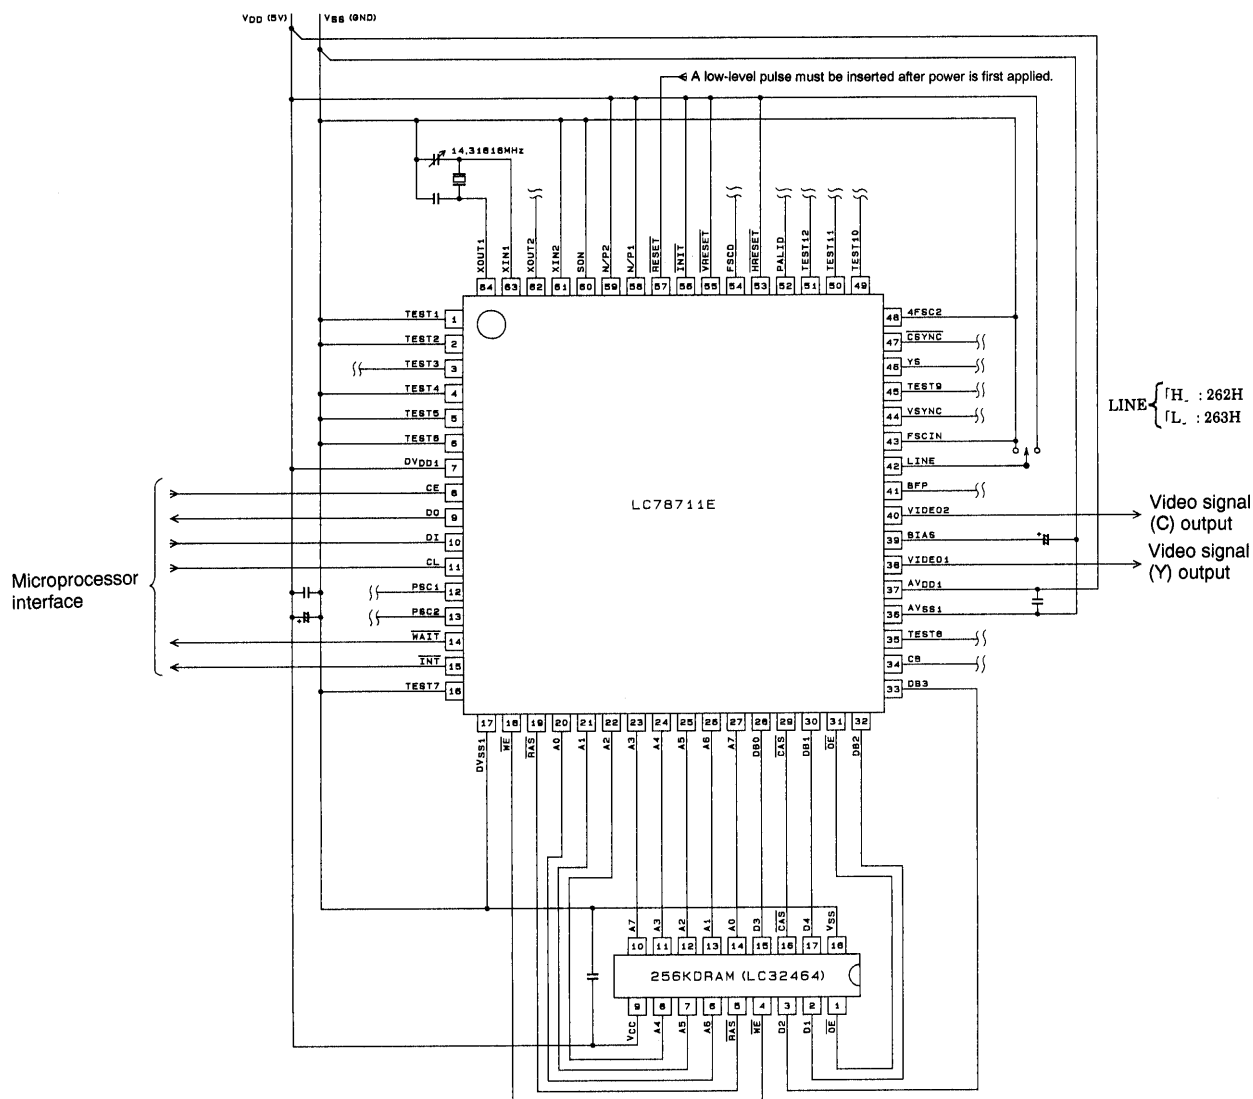 VDD (5V) VSS (GND)
A low-level pulse must be inserted after power is first applied.
14,31816MHz
XOUT1 XIN1 XOUT2 XIN2 SON N/P2 N/P1 RESET INIT VRESET FSCO HRESET PALID TEST12 TEST11 TEST10
64 63 62 61 60 59 58 57 56 55 54 53 52 51 50 49
TEST1 1
TEST2 2
TEST3 3
TEST4 4
TEST5 5
TEST6 6
DVDD1 7
CE 8
DO 9
DI 10
CL 11
PSC1 12
PSC2 13
WAIT 14
INT 15
TEST7 16
Microprocessor
interface
LC78711E
48 4FSC2
47 CSYNC
46 YS
45 TEST9
44 VSYNC
43 FSCIN
42 LINE
41 BFP
40 VIDEO2
39 BIAS
38 VIDEO1
37 AVDD1
36 AVSS1
35 TEST8
34 CB
33 DB3
LINE
「H」 : 262H
「L」 : 263H
Video signal
(C) output
Video signal
(Y) output
17 18 19 20 21 22 23 24 25 26 27 28 29 30 31 32
DVSS1 WE RAS A0 A1 A2 A3 A4 A5 A6 A7 DB0 CAS DB1 OE DB2
A7 A3 A2 A1 A0 D3 CAS D4 VSS
10 11 12 13 14 15 16 17 18
256KDRAM (LC32464)
9 8 7 6 5 4 3 2 1
VCC A4 A5 A6 RAS WE D2 D1 OE